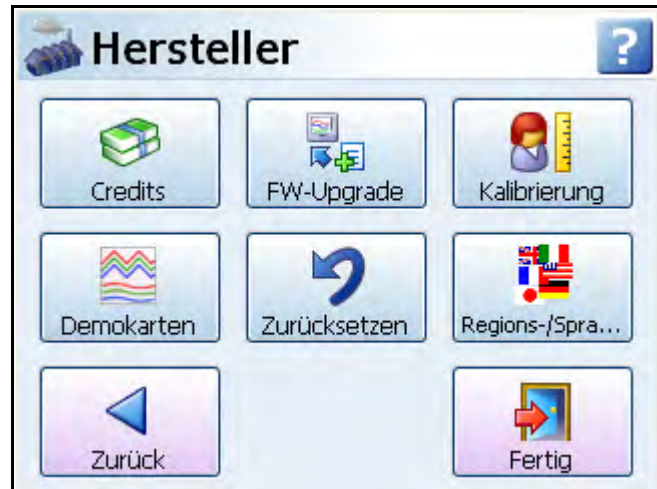 Hersteller ?
Credits FW-Upgrade Kalibrierung
Demokarten Zurücksetzen Regions-/Spra...
Zurück Fertig